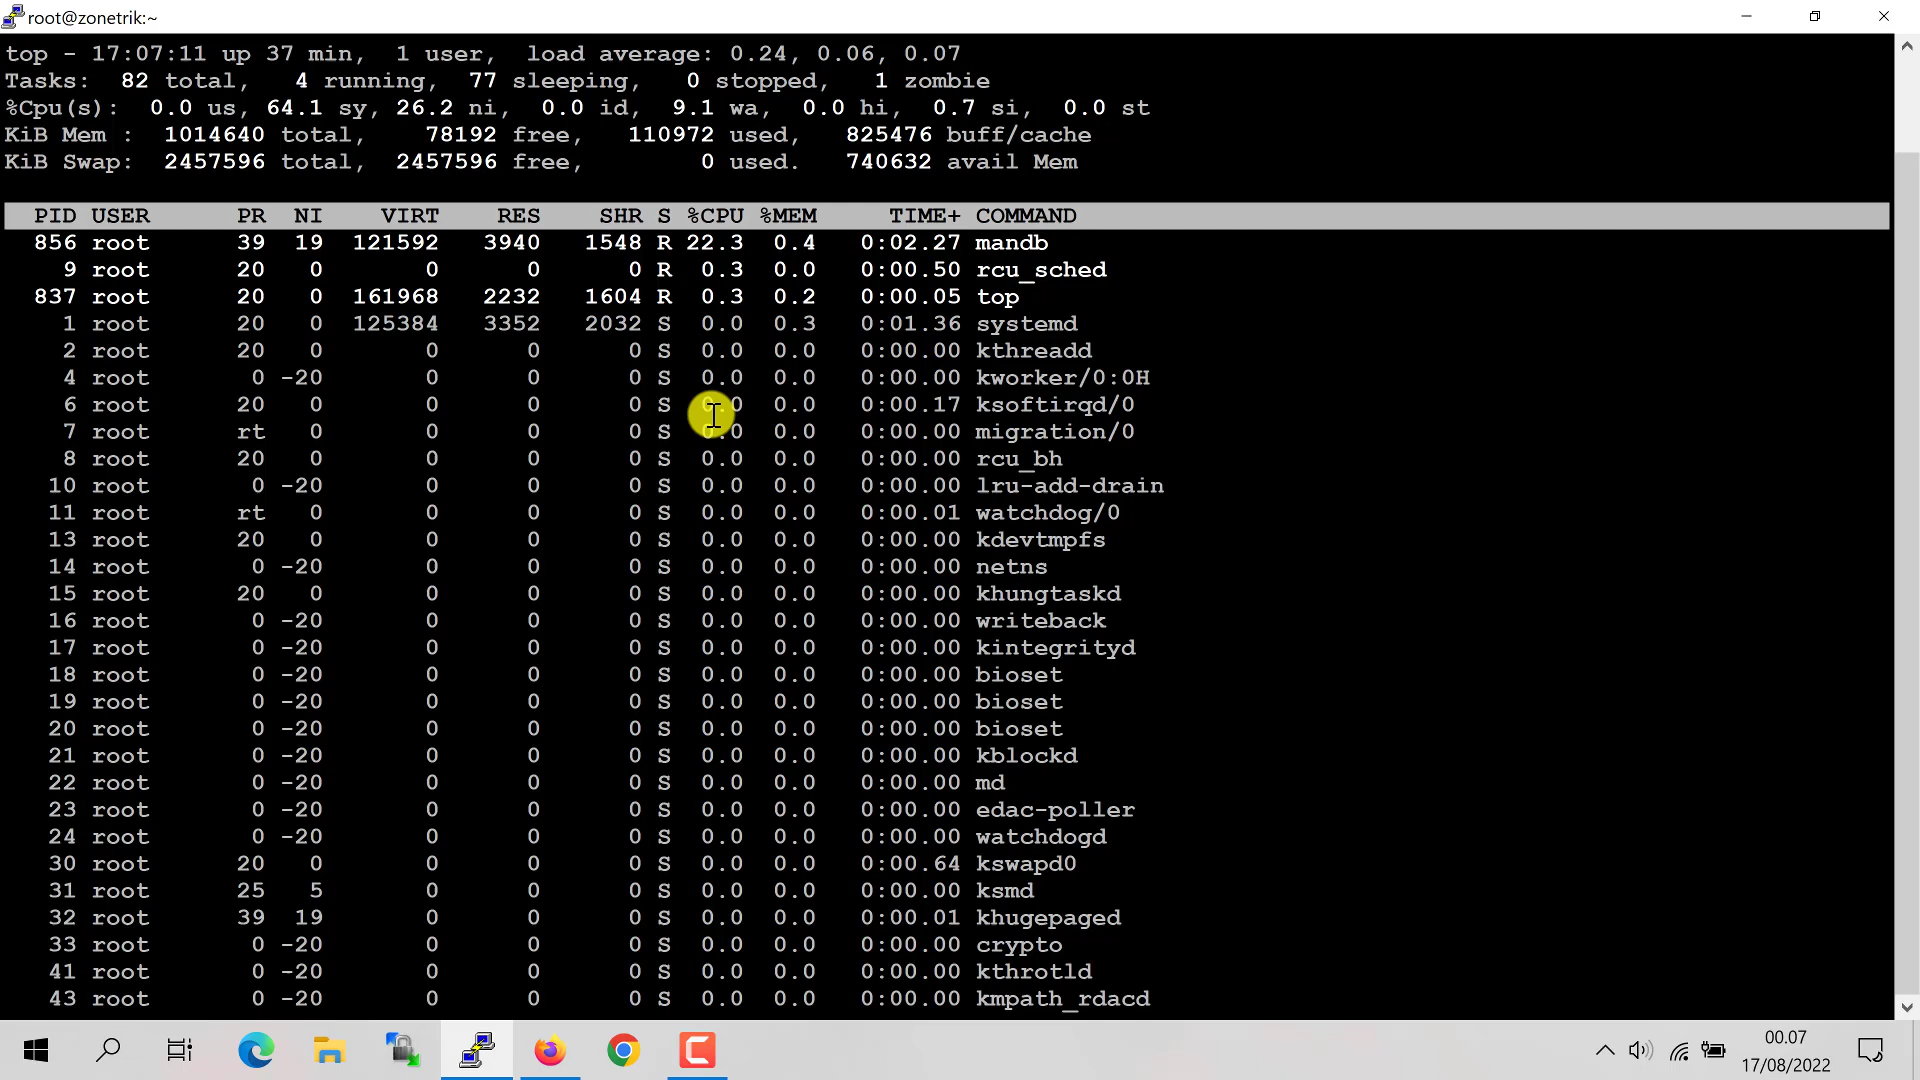 root@zonetrik:~
top - 17:07:11 up 37 min,  1 user,  load average: 0.24, 0.06, 0.07
Tasks:  82 total,   4 running,  77 sleeping,   0 stopped,   1 zombie
%Cpu(s):  0.0 us, 64.1 sy, 26.2 ni,  0.0 id,  9.1 wa,  0.0 hi,  0.7 si,  0.0 st
KiB Mem :  1014640 total,    78192 free,   110972 used,   825476 buff/cache
KiB Swap:  2457596 total,  2457596 free,        0 used.   740632 avail Mem
PID USER      PR  NI    VIRT    RES    SHR S %CPU %MEM     TIME+ COMMAND
856 root      39  19  121592   3940   1548 R 22.3  0.4   0:02.27 mandb
9 root      20   0       0      0      0 R  0.3  0.0   0:00.50 rcu_sched
837 root      20   0  161968   2232   1604 R  0.3  0.2   0:00.05 top
1 root      20   0  125384   3352   2032 S  0.0  0.3   0:01.36 systemd
2 root      20   0       0      0      0 S  0.0  0.0   0:00.00 kthreadd
4 root       0 -20       0      0      0 S  0.0  0.0   0:00.00 kworker/0:0H
6 root      20   0       0      0      0 S  0.0  0.0   0:00.17 ksoftirqd/0
7 root      rt   0       0      0      0 S  0.0  0.0   0:00.00 migration/0
8 root      20   0       0      0      0 S  0.0  0.0   0:00.00 rcu_bh
10 root       0 -20       0      0      0 S  0.0  0.0   0:00.00 lru-add-drain
11 root      rt   0       0      0      0 S  0.0  0.0   0:00.01 watchdog/0
13 root      20   0       0      0      0 S  0.0  0.0   0:00.00 kdevtmpfs
14 root       0 -20       0      0      0 S  0.0  0.0   0:00.00 netns
15 root      20   0       0      0      0 S  0.0  0.0   0:00.00 khungtaskd
16 root       0 -20       0      0      0 S  0.0  0.0   0:00.00 writeback
17 root       0 -20       0      0      0 S  0.0  0.0   0:00.00 kintegrityd
18 root       0 -20       0      0      0 S  0.0  0.0   0:00.00 bioset
19 root       0 -20       0      0      0 S  0.0  0.0   0:00.00 bioset
20 root       0 -20       0      0      0 S  0.0  0.0   0:00.00 bioset
21 root       0 -20       0      0      0 S  0.0  0.0   0:00.00 kblockd
22 root       0 -20       0      0      0 S  0.0  0.0   0:00.00 md
23 root       0 -20       0      0      0 S  0.0  0.0   0:00.00 edac-poller
24 root       0 -20       0      0      0 S  0.0  0.0   0:00.00 watchdogd
30 root      20   0       0      0      0 S  0.0  0.0   0:00.64 kswapd0
31 root      25   5       0      0      0 S  0.0  0.0   0:00.00 ksmd
32 root      39  19       0      0      0 S  0.0  0.0   0:00.01 khugepaged
33 root       0 -20       0      0      0 S  0.0  0.0   0:00.00 crypto
41 root       0 -20       0      0      0 S  0.0  0.0   0:00.00 kthrotld
43 root       0 -20       0      0      0 S  0.0  0.0   0:00.00 kmpath_rdacd
00.07
17/08/2022